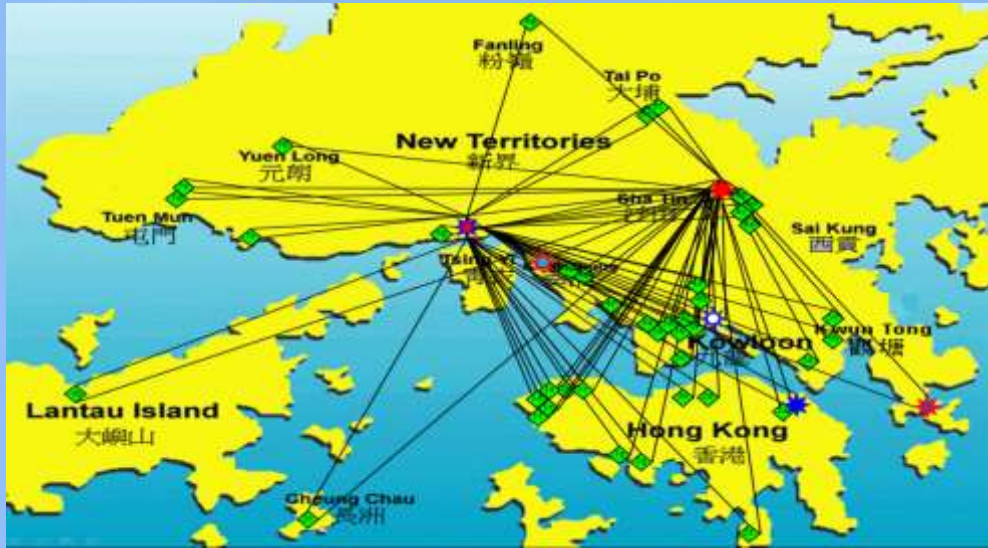 Fanling
粉嶺
Tai Po
大埔
New Territories
新界
Yuen Long
元朗
Sha Tin
Tuen Mun
屯門
Sai Kung
西貢
Tsing Yi
Kwun Tong
觀塘
Kowloon
Lantau Island
大嶼山
Hong Kong
香港
Cheung Chau
長洲